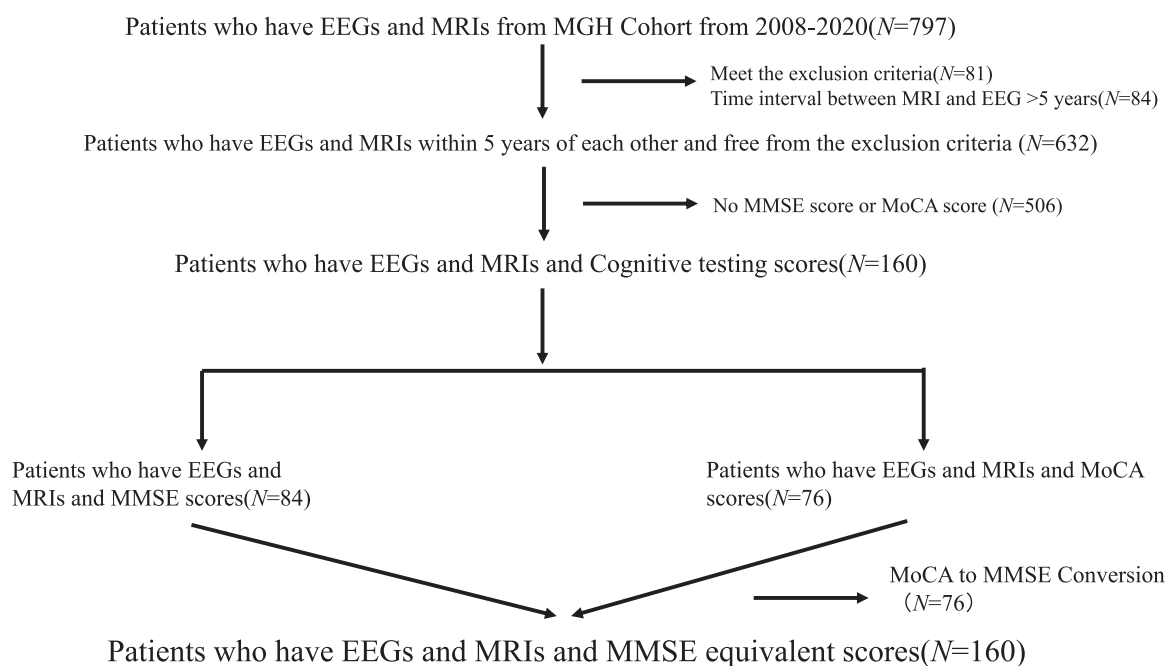 Patients who have EEGs and MRIs from MGH Cohort from 2008-2020(N=797)
Meet the exclusion criteria(N=81)
Time interval between MRI and EEG >5 years(N=84)
Patients who have EEGs and MRIs within 5 years of each other and free from the exclusion criteria (N=632)
No MMSE score or MoCA score (N=506)
Patients who have EEGs and MRIs and Cognitive testing scores(N=160)
Patients who have EEGs and
MRIs and MMSE scores(N=84)
Patients who have EEGs and MRIs and MoCA
scores(N=76)
MoCA to MMSE Conversion
（N=76）
Patients who have EEGs and MRIs and MMSE equivalent scores(N=160)